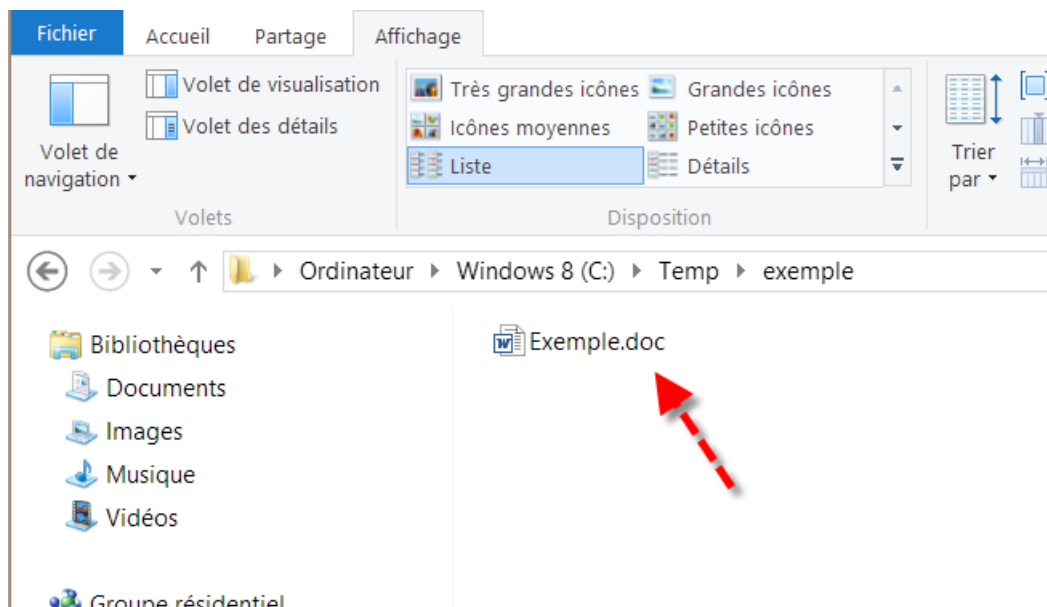 Fichier Accueil Partage Affichage
Volet de visualisation
Volet des détails
Volet de
navigation
Volets
Très grandes icônes Grandes icônes
Icônes moyennes Petites icônes
Liste Détails
Disposition
Trier
par
Ordinateur Windows 8 (C:) Temp exemple
Bibliothèques
Documents
Images
Musique
Vidéos
Groupe résidentiel
Exemple.doc